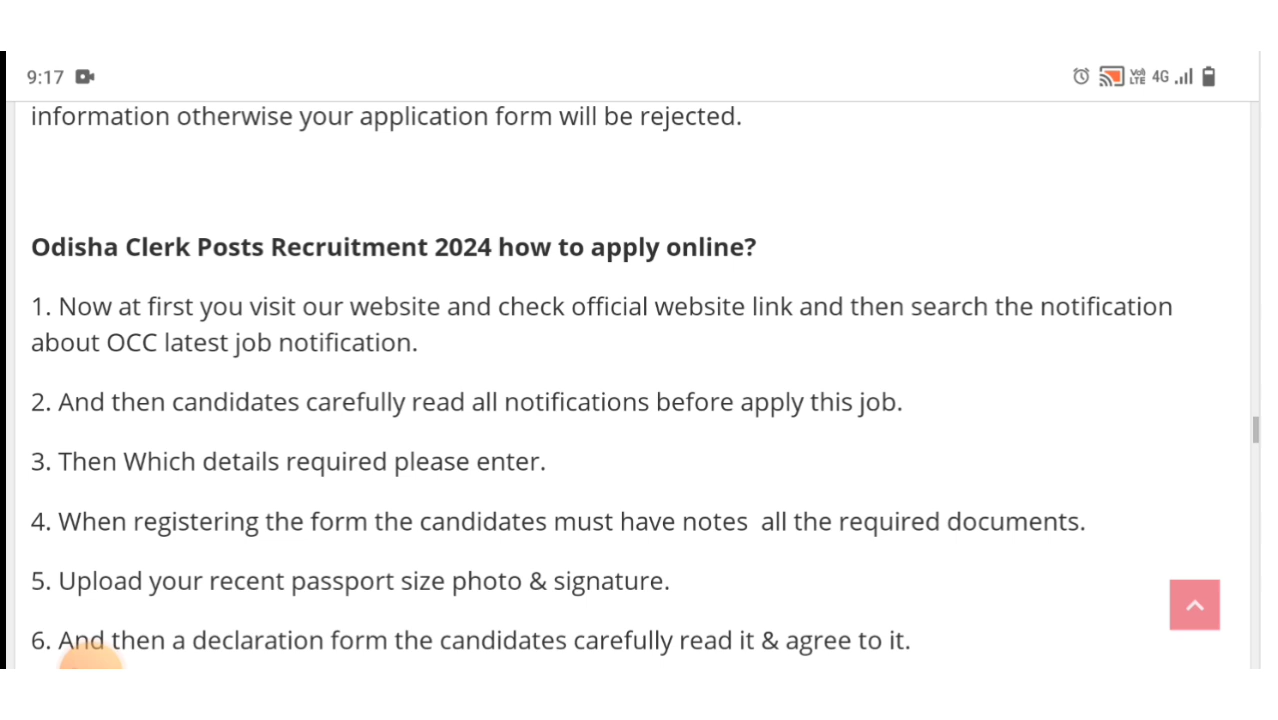 9:17 Vo) LTE 4G
information otherwise your application form will be rejected.
Odisha Clerk Posts Recruitment 2024 how to apply online?
1. Now at first you visit our website and check official website link and then search the notification
about OCC latest job notification.
2. And then candidates carefully read all notifications before apply this job.
3. Then Which details required please enter.
4. When registering the form the candidates must have notes  all the required documents.
5. Upload your recent passport size photo & signature.
6. And then a declaration form the candidates carefully read it & agree to it.